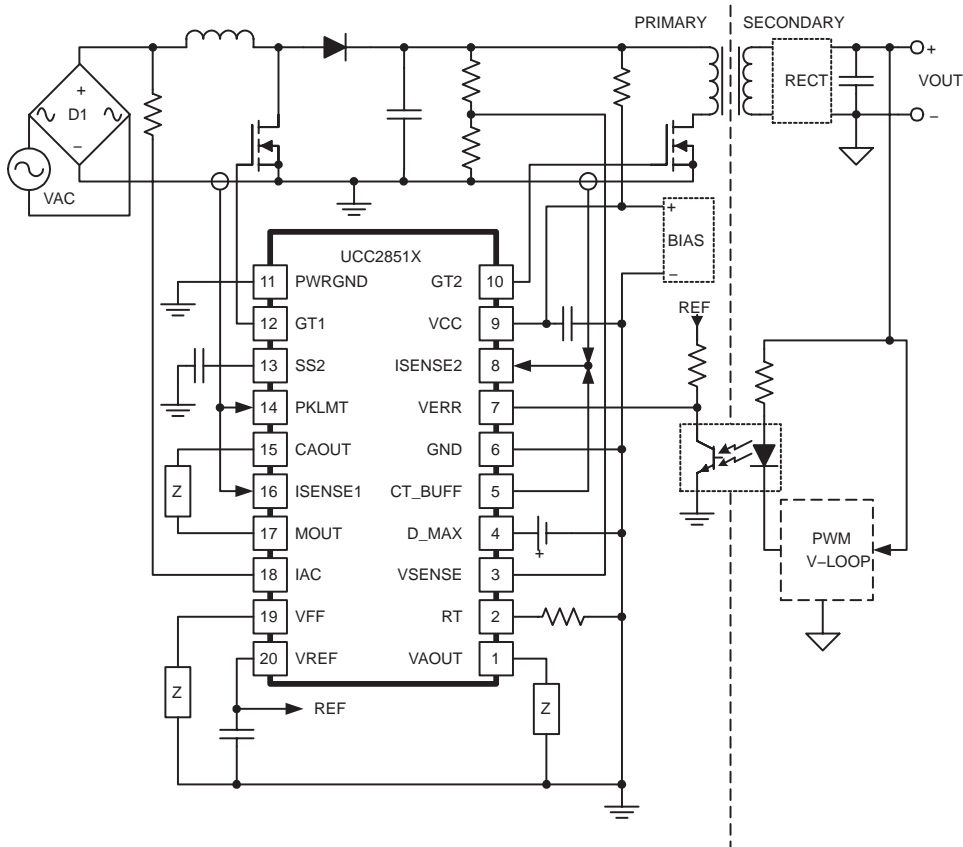 PRIMARY
SECONDARY
+
D1
−
VAC
RECT
+
VOUT
−
+
BIAS
−
UCC2851X
11 PWRGND
GT2 10
12 GT1
VCC 9
13 SS2
ISENSE2 8
14 PKLMT
VERR 7
15 CAOUT
GND 6
16 ISENSE1
CT_BUFF 5
17 MOUT
D_MAX 4
+
18 IAC
VSENSE 3
19 VFF
RT 2
20 VREF
VAOUT 1
REF
Z
Z
REF
Z
PWM
V−LOOP